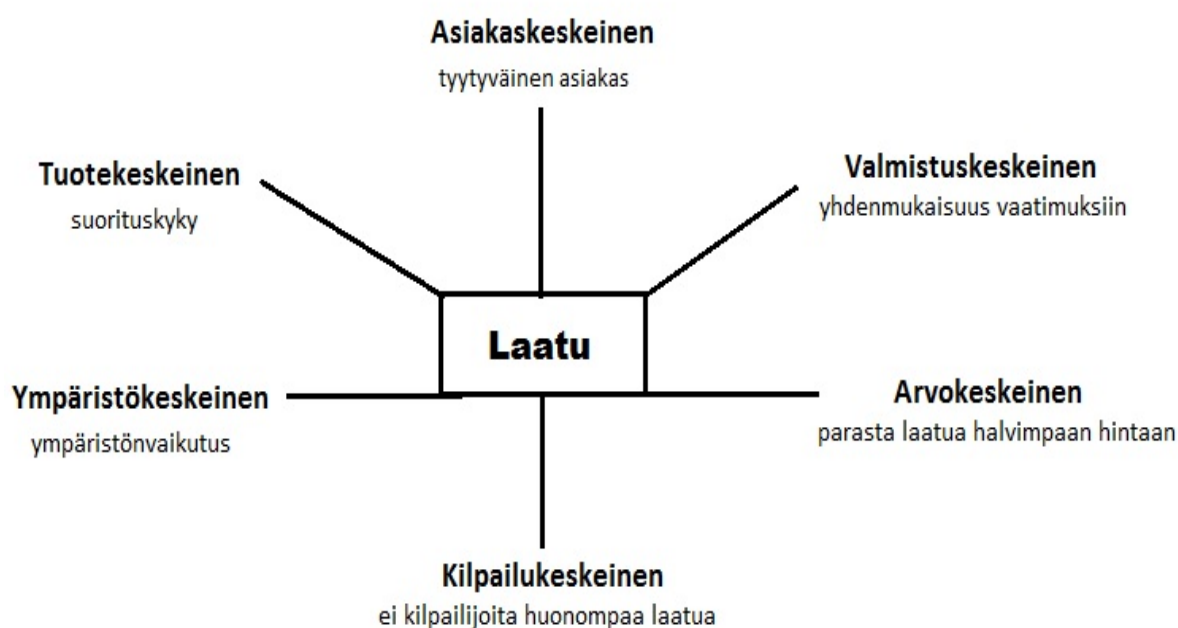 Asiakaskeskeinen
tyytyväinen asiakas
Tuotekeskeinen
suorituskyky
Valmistuskeskeinen
yhdenmukaisuus vaatimuksiin
Laatu
Ympäristökeskeinen
ympäristönvaikutus
Arvokeskeinen
parasta laatua halvimpaan hintaan
Kilpailukeskeinen
ei kilpailijoita huonompaa laatua